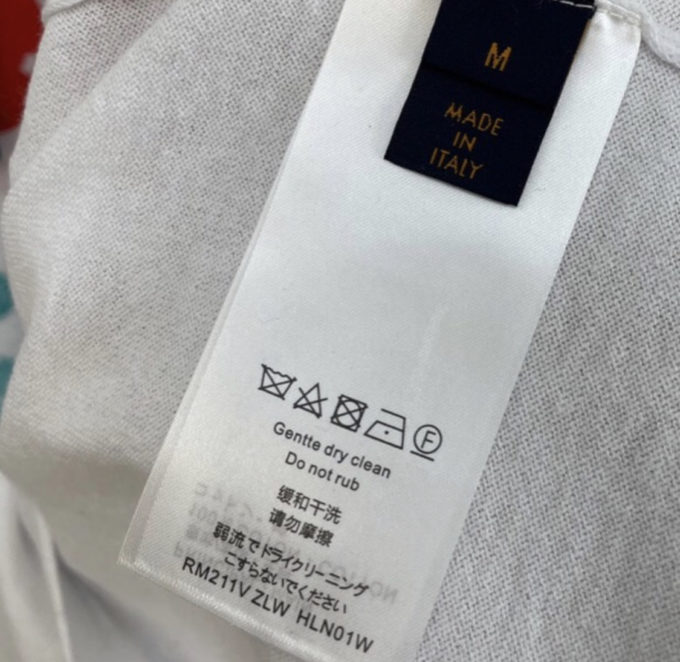 M
MADE
IN
ITALY
F
Gentte dry clean
Do not rub
缓和干洗
请勿摩擦
弱流でドライクリーニング
こすらないでください
RM211V ZLW HLN01W